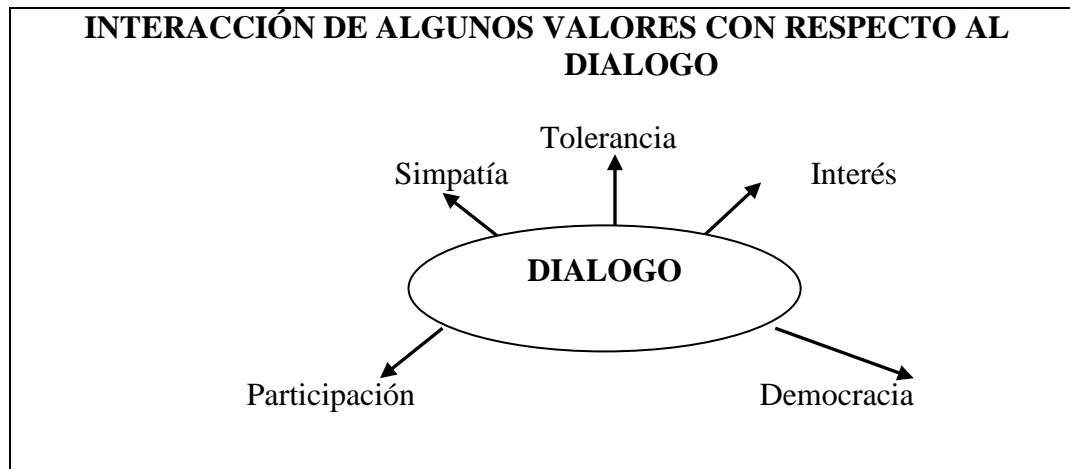 INTERACCIÓN DE ALGUNOS VALORES CON RESPECTO AL
DIALOGO
Tolerancia
Simpatía
Interés
DIALOGO
Participación
Democracia